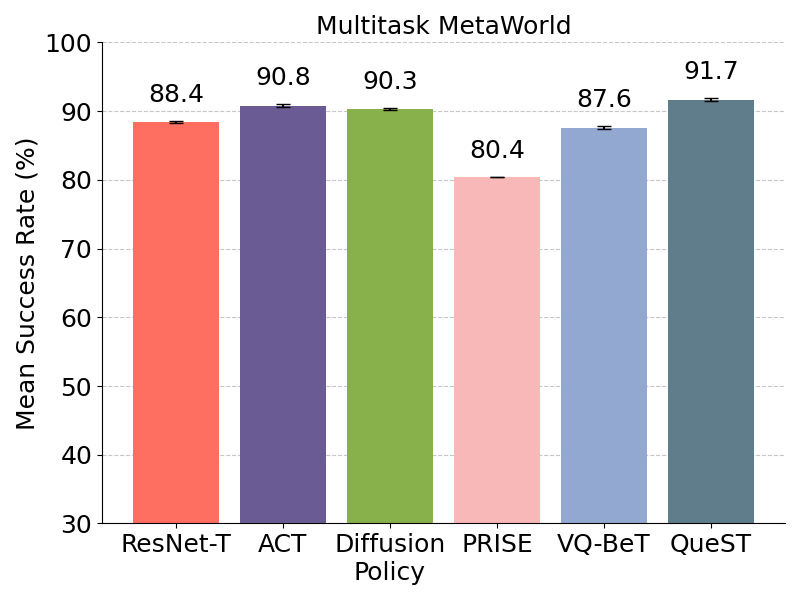 Multitask MetaWorld
Mean Success Rate (%)
100
90
80
70
60
50
40
30
88.4
90.8
90.3
80.4
87.6
91.7
ResNet-T
ACT
Diffusion
Policy
PRISE
VQ-BeT
QueST